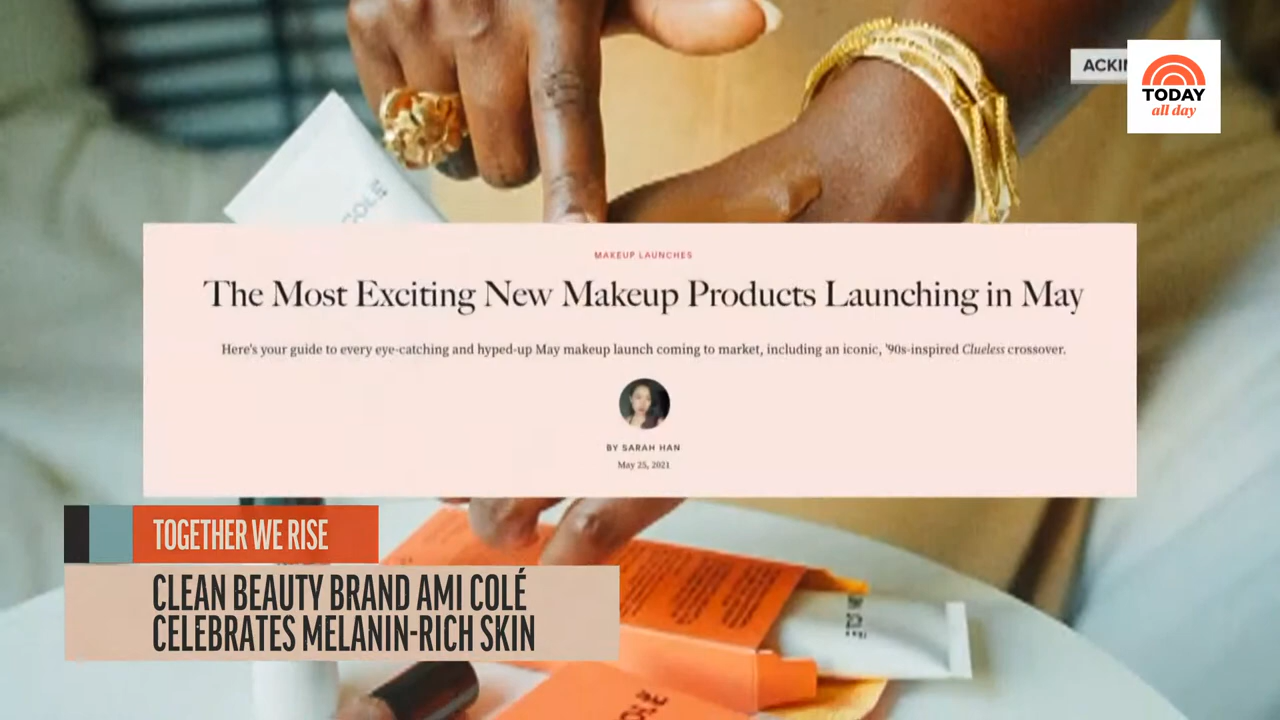 ACKI
TODAY
all day
COLÉ
MAKEUP LAUNCHES
The Most Exciting New Makeup Products Launching in May
Here's your guide to every eye-catching and hyped-up May makeup launch coming to market, including an iconic, '90s-inspired Clueless crossover.
BY SARAH HAN
May 25, 2021
TOGETHER WE RISE
CLEAN BEAUTY BRAND AMI COLÉ
CELEBRATES MELANIN-RICH SKIN